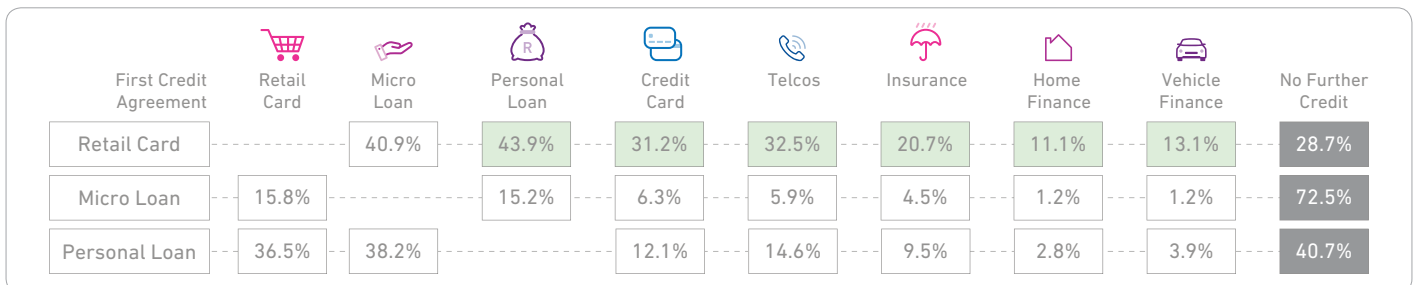 R
First Credit Agreement
Retail Card
Micro Loan
Personal Loan
Credit Card
Telcos
Insurance
Home Finance
Vehicle Finance
No Further Credit
Retail Card 40.9% 43.9% 31.2% 32.5% 20.7% 11.1% 13.1% 28.7%
Micro Loan 15.8% 15.2% 6.3% 5.9% 4.5% 1.2% 1.2% 72.5%
Personal Loan 36.5% 38.2% 12.1% 14.6% 9.5% 2.8% 3.9% 40.7%